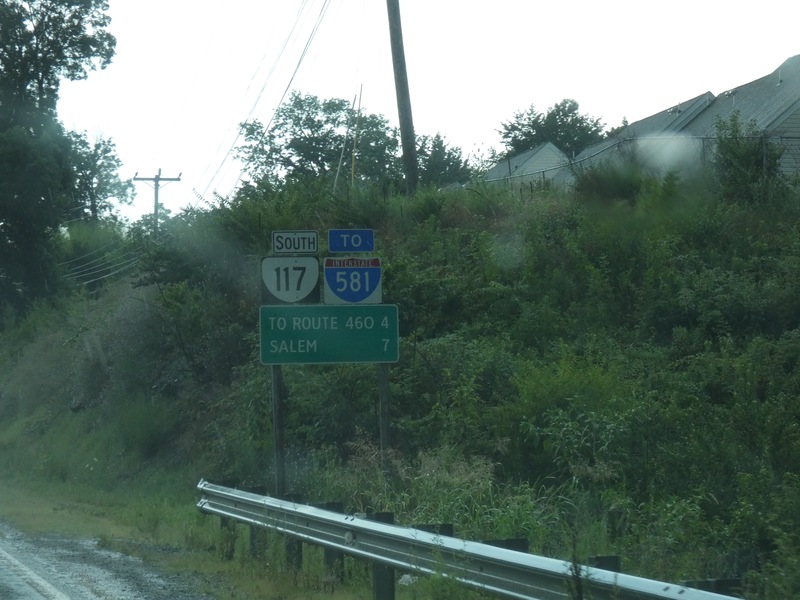 SOUTH
TO
117
INTERSTATE
581
TO ROUTE 460 4
SALEM 7